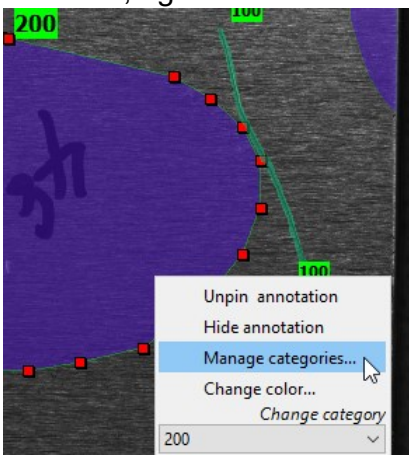 200
100
100
Unpin annotation
Hide annotation
Manage categories...
Change color...
Change category
200